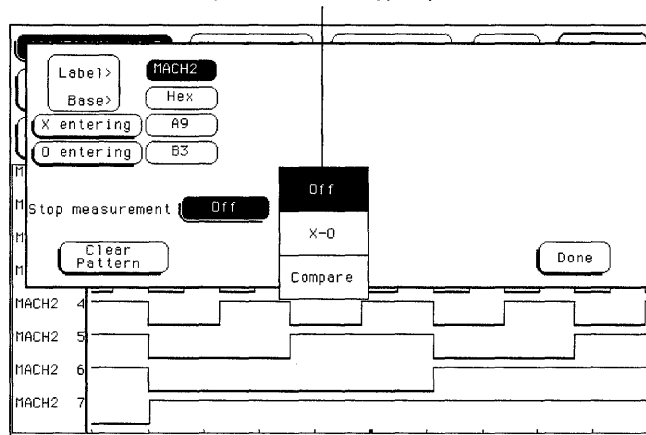 Label> MACH2
Base> Hex
X entering A9
O entering B3
Off
Stop measurement Off
X-O
Clear
Pattern
Done
Compare
MACH2 4
MACH2 5
MACH2 6
MACH2 7